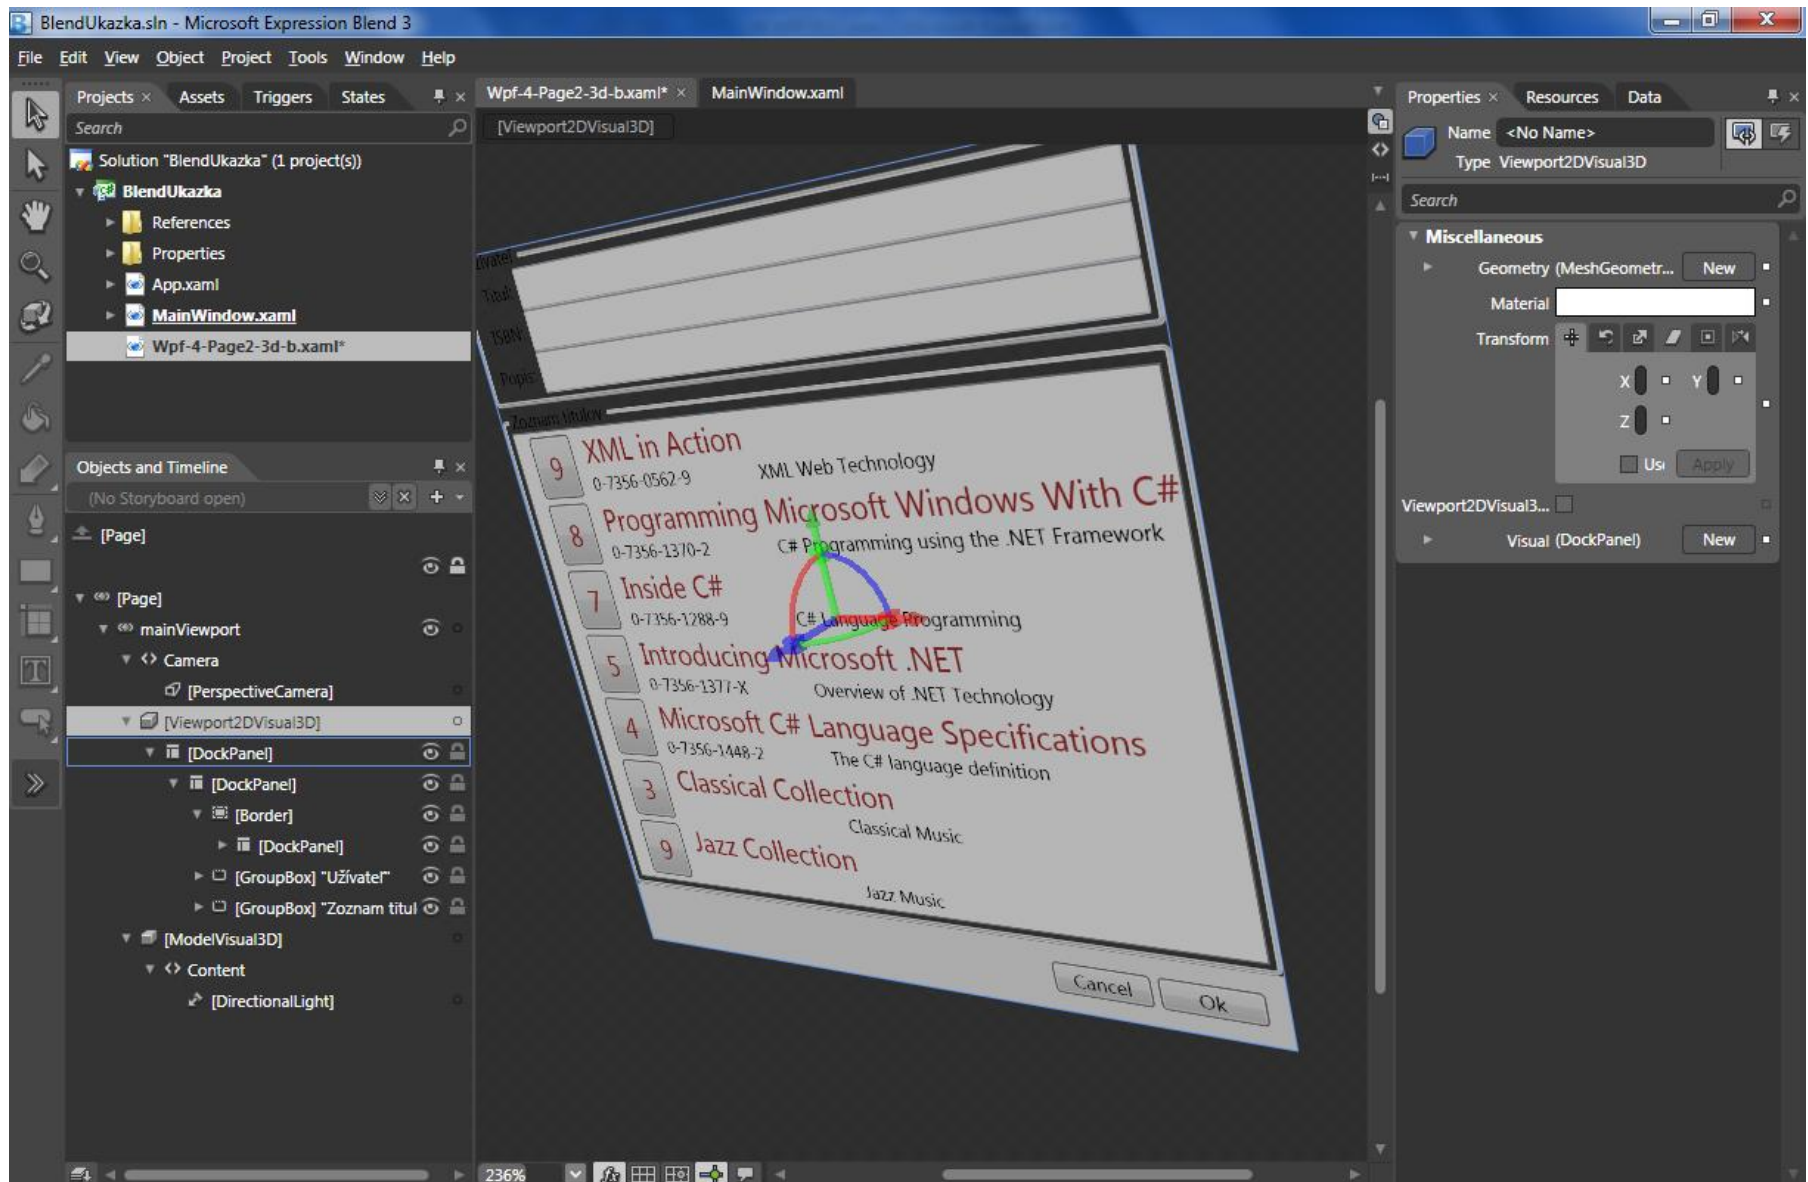 BlendUkazka.sln - Microsoft Expression Blend 3
File Edit View Object Project Tools Window Help
Projects × Assets Triggers States
Search
Solution "BlendUkazka" (1 project(s))
BlendUkazka
References
Properties
App.xaml
MainWindow.xaml
Wpf-4-Page2-3d-b.xaml*
Objects and Timeline
(No Storyboard open)
[Page]
[Page]
mainViewport
Camera
[PerspectiveCamera]
[Viewport2DVisual3D]
[DockPanel]
[DockPanel]
[Border]
[DockPanel]
[GroupBox] "Užívateľ"
[GroupBox] "Zoznam titul
[ModelVisual3D]
Content
[DirectionalLight]
Wpf-4-Page2-3d-b.xaml* × MainWindow.xaml
[Viewport2DVisual3D]
Titul:
ISBN:
Popis:
Zoznam titulov
9 XML in Action
0-7356-0562-9 XML Web Technology
8 Programming Microsoft Windows With C#
0-7356-1370-2 C# Programming using the .NET Framework
7 Inside C#
0-7356-1288-9 C# Language Programming
5 Introducing Microsoft .NET
0-7356-1377-X Overview of .NET Technology
4 Microsoft C# Language Specifications
0-7356-1448-2 The C# language definition
3 Classical Collection
Classical Music
9 Jazz Collection
Jazz Music
Cancel Ok
236%
Properties × Resources Data
Name <No Name>
Type Viewport2DVisual3D
Search
Miscellaneous
Geometry (MeshGeometr... New
Material
Transform
X Y
Z
Apply
Viewport2DVisual3...
Visual (DockPanel) New